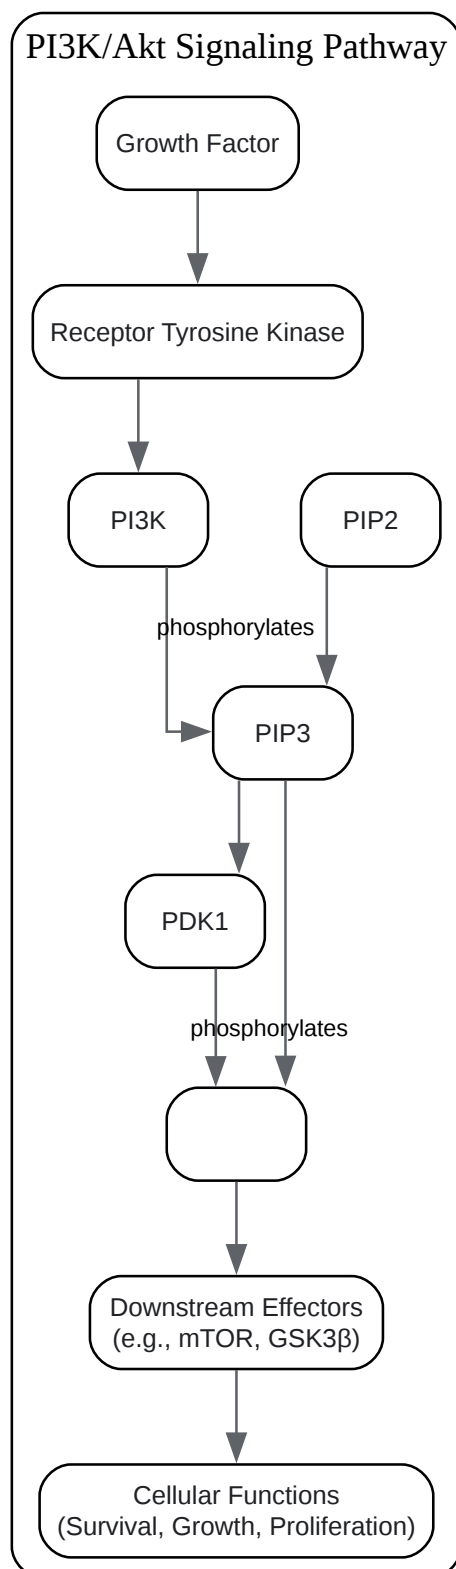 PI3K/Akt Signaling Pathway
Growth Factor
Receptor Tyrosine Kinase
PI3K
PIP2
phosphorylates
PIP3
PDK1
phosphorylates
Downstream Effectors
(e.g., mTOR, GSK3β)
Cellular Functions
(Survival, Growth, Proliferation)